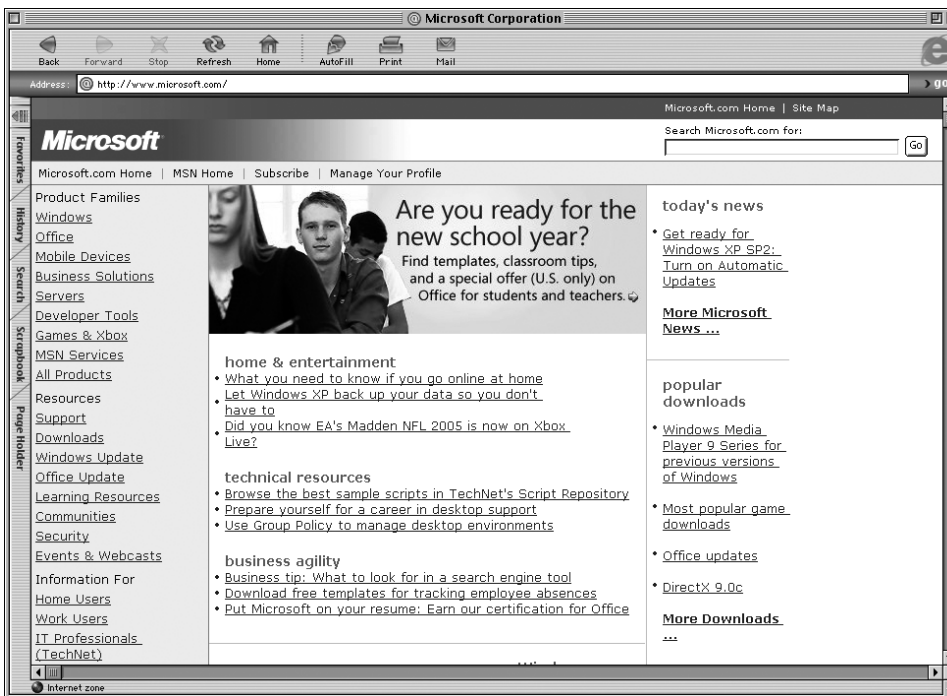 Microsoft Corporation
Back Forward Stop Refresh Home AutoFill Print Mail
Address: http://www.microsoft.com/ go
Favorites
History
Search
Scrapbook
Page Holder
Microsoft.com Home | Site Map
Microsoft
Search Microsoft.com for:
Go
Microsoft.com Home | MSN Home | Subscribe | Manage Your Profile
Product Families
Windows
Office
Mobile Devices
Business Solutions
Servers
Developer Tools
Games & Xbox
MSN Services
All Products
Resources
Support
Downloads
Windows Update
Office Update
Learning Resources
Communities
Security
Events & Webcasts
Information For
Home Users
Work Users
IT Professionals
(TechNet)
Are you ready for the
new school year?
Find templates, classroom tips,
and a special offer (U.S. only) on
Office for students and teachers.
home & entertainment
• What you need to know if you go online at home
• Let Windows XP back up your data so you don't
have to
• Did you know EA's Madden NFL 2005 is now on Xbox
Live?
technical resources
• Browse the best sample scripts in TechNet's Script Repository
• Prepare yourself for a career in desktop support
• Use Group Policy to manage desktop environments
business agility
• Business tip: What to look for in a search engine tool
• Download free templates for tracking employee absences
• Put Microsoft on your resume: Earn our certification for Office
today's news
• Get ready for
Windows XP SP2:
Turn on Automatic
Updates
More Microsoft
News ...
popular
downloads
• Windows Media
Player 9 Series for
previous versions
of Windows
• Most popular game
downloads
• Office updates
• DirectX 9.0c
More Downloads
...
Internet zone